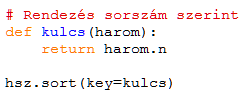 # Rendezés sorszám szerint
def kulcs(harom):
    return harom.n

hsz.sort(key=kulcs)